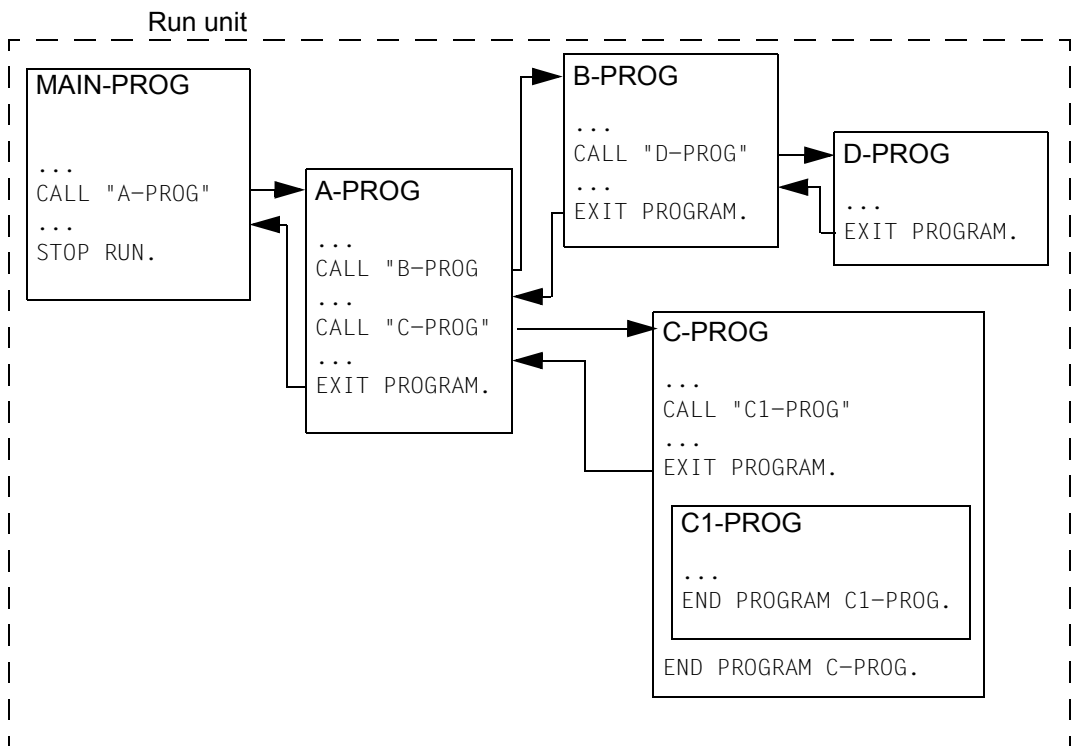 Run unit
MAIN-PROG
...
CALL "A-PROG"
...
STOP RUN.
A-PROG
...
CALL "B-PROG
...
CALL "C-PROG"
...
EXIT PROGRAM.
B-PROG
...
CALL "D-PROG"
...
EXIT PROGRAM.
D-PROG
...
EXIT PROGRAM.
C-PROG
...
CALL "C1-PROG"
...
EXIT PROGRAM.
C1-PROG
...
END PROGRAM C1-PROG.
END PROGRAM C-PROG.